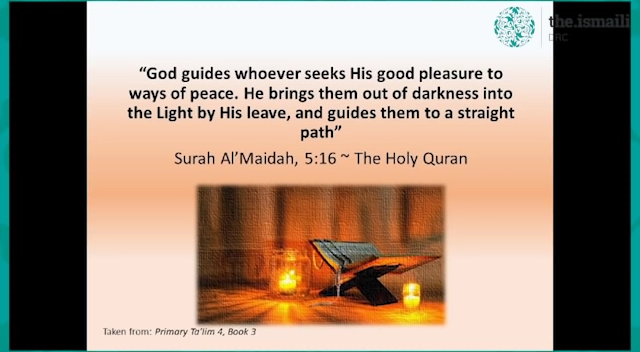 the.ismaili
DRC
“God guides whoever seeks His good pleasure to
ways of peace. He brings them out of darkness into
the Light by His leave, and guides them to a straight
path”
Surah Al’Maidah, 5:16 ~ The Holy Quran
Taken from: Primary Ta’lim 4, Book 3